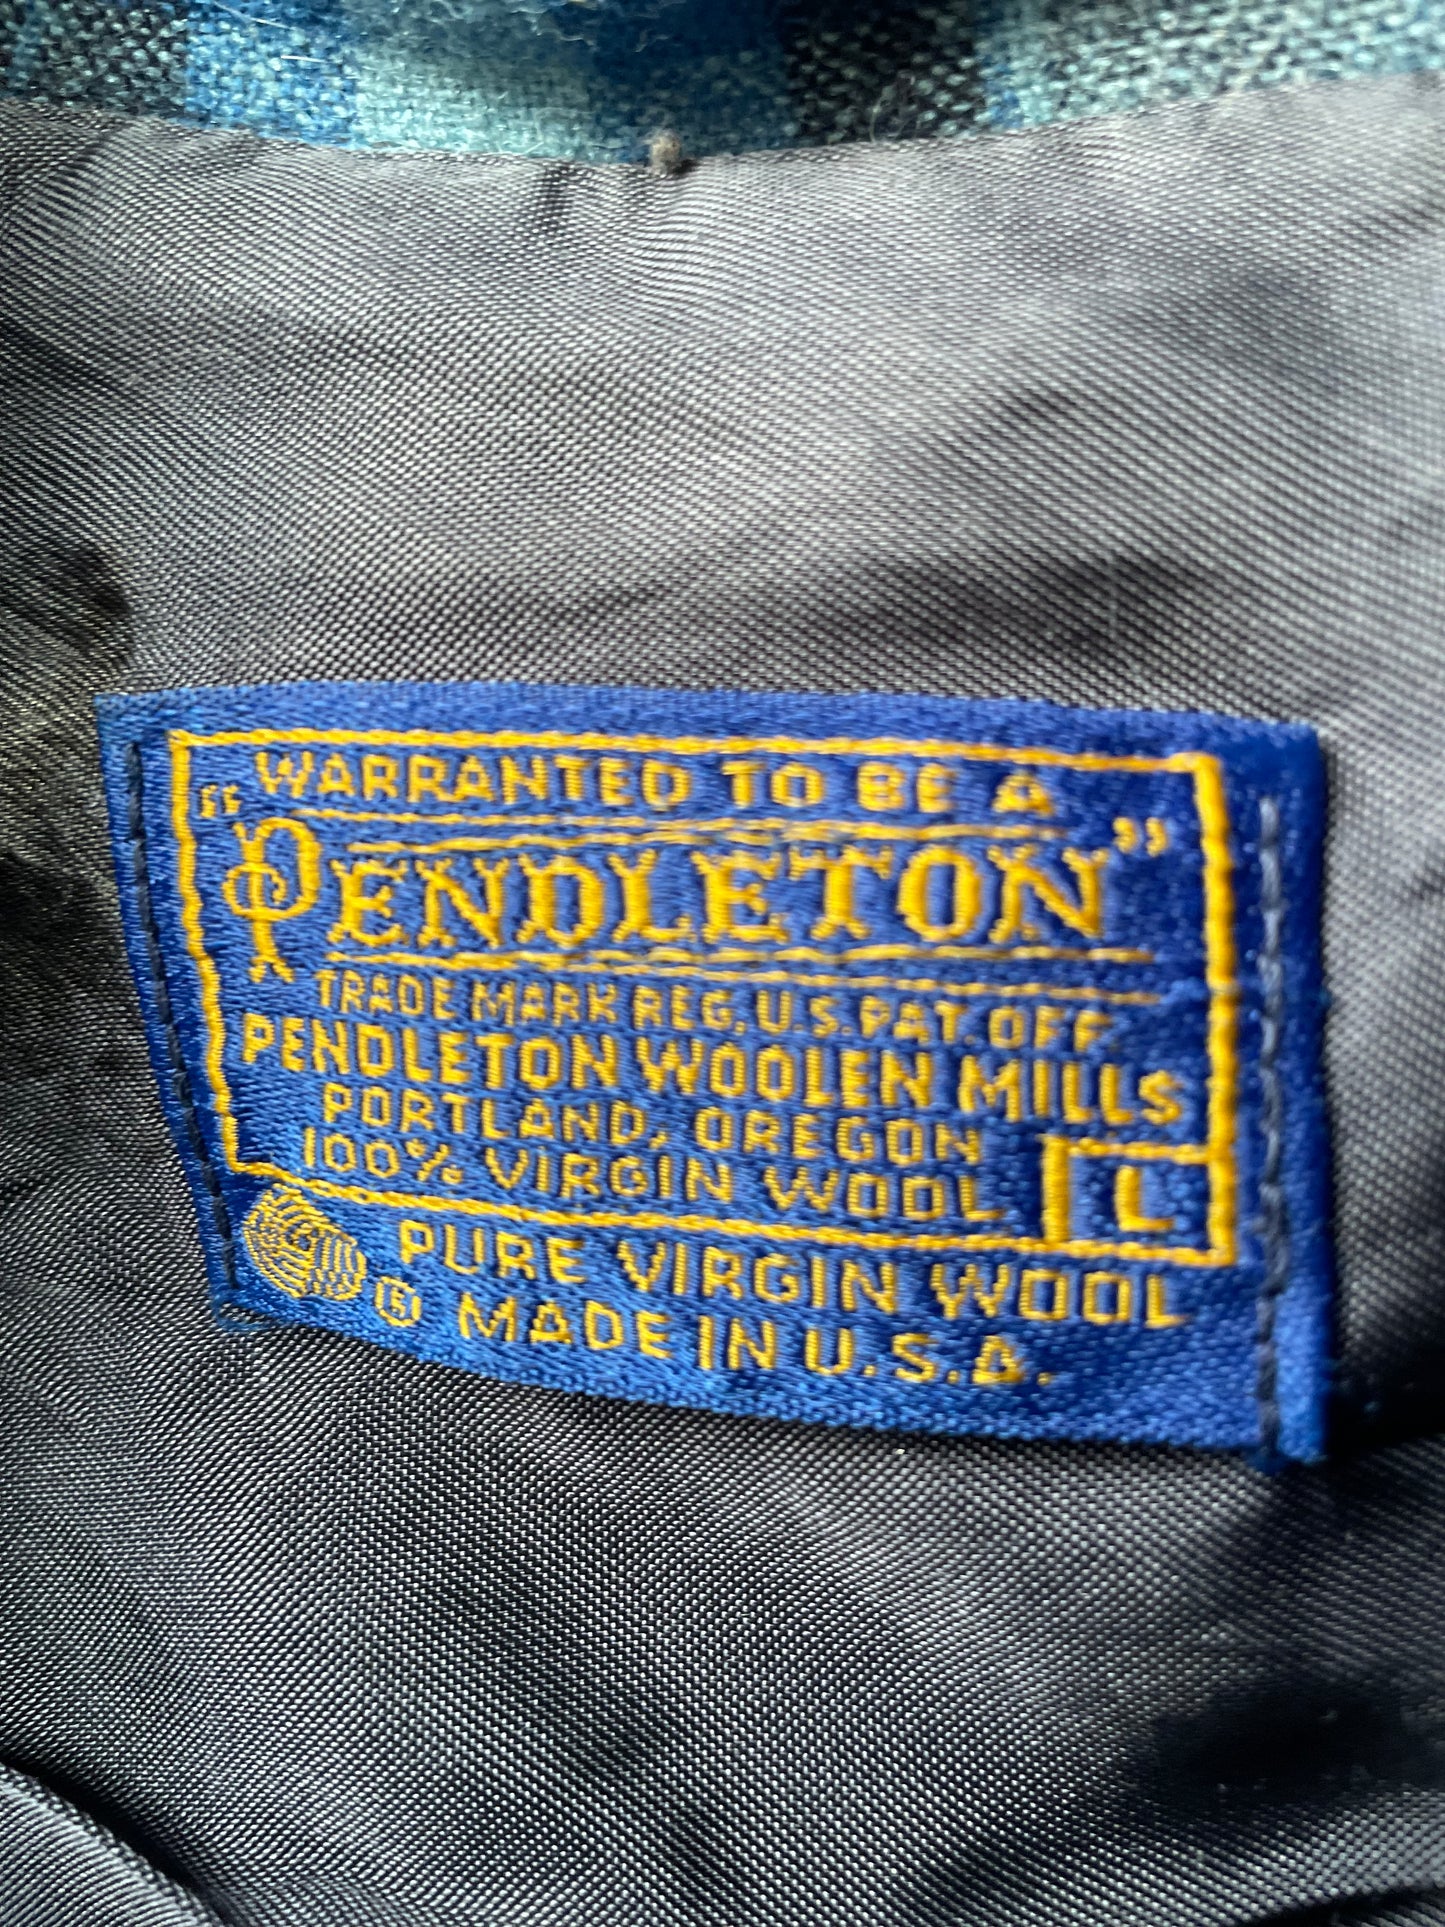 WARRANTED TO BE A
"PENDLETON"
TRADE MARK REG. U.S. PAT. OFF.
PENDLETON WOOLEN MILLS
PORTLAND, OREGON
100% VIRGIN WOOL L
PURE VIRGIN WOOL
MADE IN U.S.A.